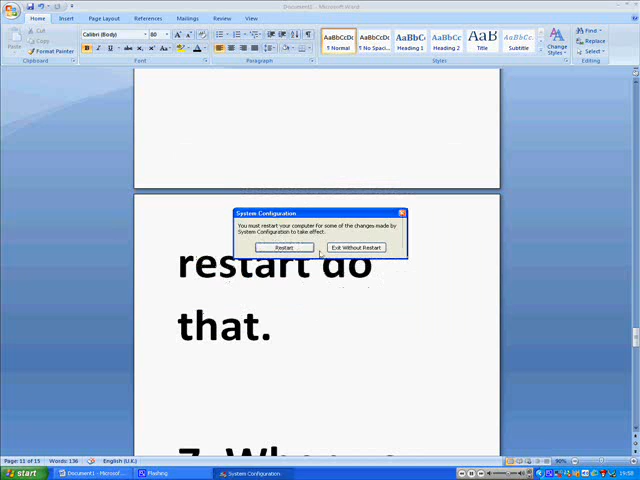 Document1 - Microsoft Word
Home
Insert
Page Layout
References
Mailings
Review
View
Cut
Copy
Format Painter
Paste
Clipboard
Calibri (Body)
80
Font
Paragraph
AaBbCcDc
¶ Normal
AaBbCcDc
¶ No Spaci...
AaBbC
Heading 1
AaBbCc
Heading 2
AaB
Title
AaBbCc.
Subtitle
Change
Styles
Styles
Find
Replace
Select
Editing
System Configuration
You must restart your computer for some of the changes made by
System Configuration to take effect.
Restart
Exit Without Restart
restart do
that.
Page: 11 of 15
Words: 136
English (U.K.)
90%
start
Document1 - Microsof...
Flashing
System Configuration
19:50